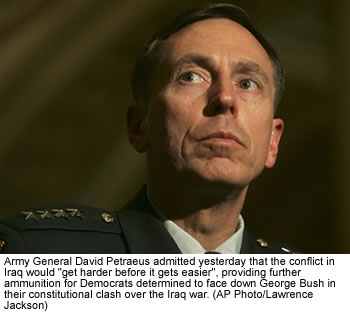 Army General David Petraeus admitted yesterday that the conflict in
Iraq would "get harder before it gets easier", providing further
ammunition for Democrats determined to face down George Bush in
their constitutional clash over the Iraq war. (AP Photo/Lawrence
Jackson)